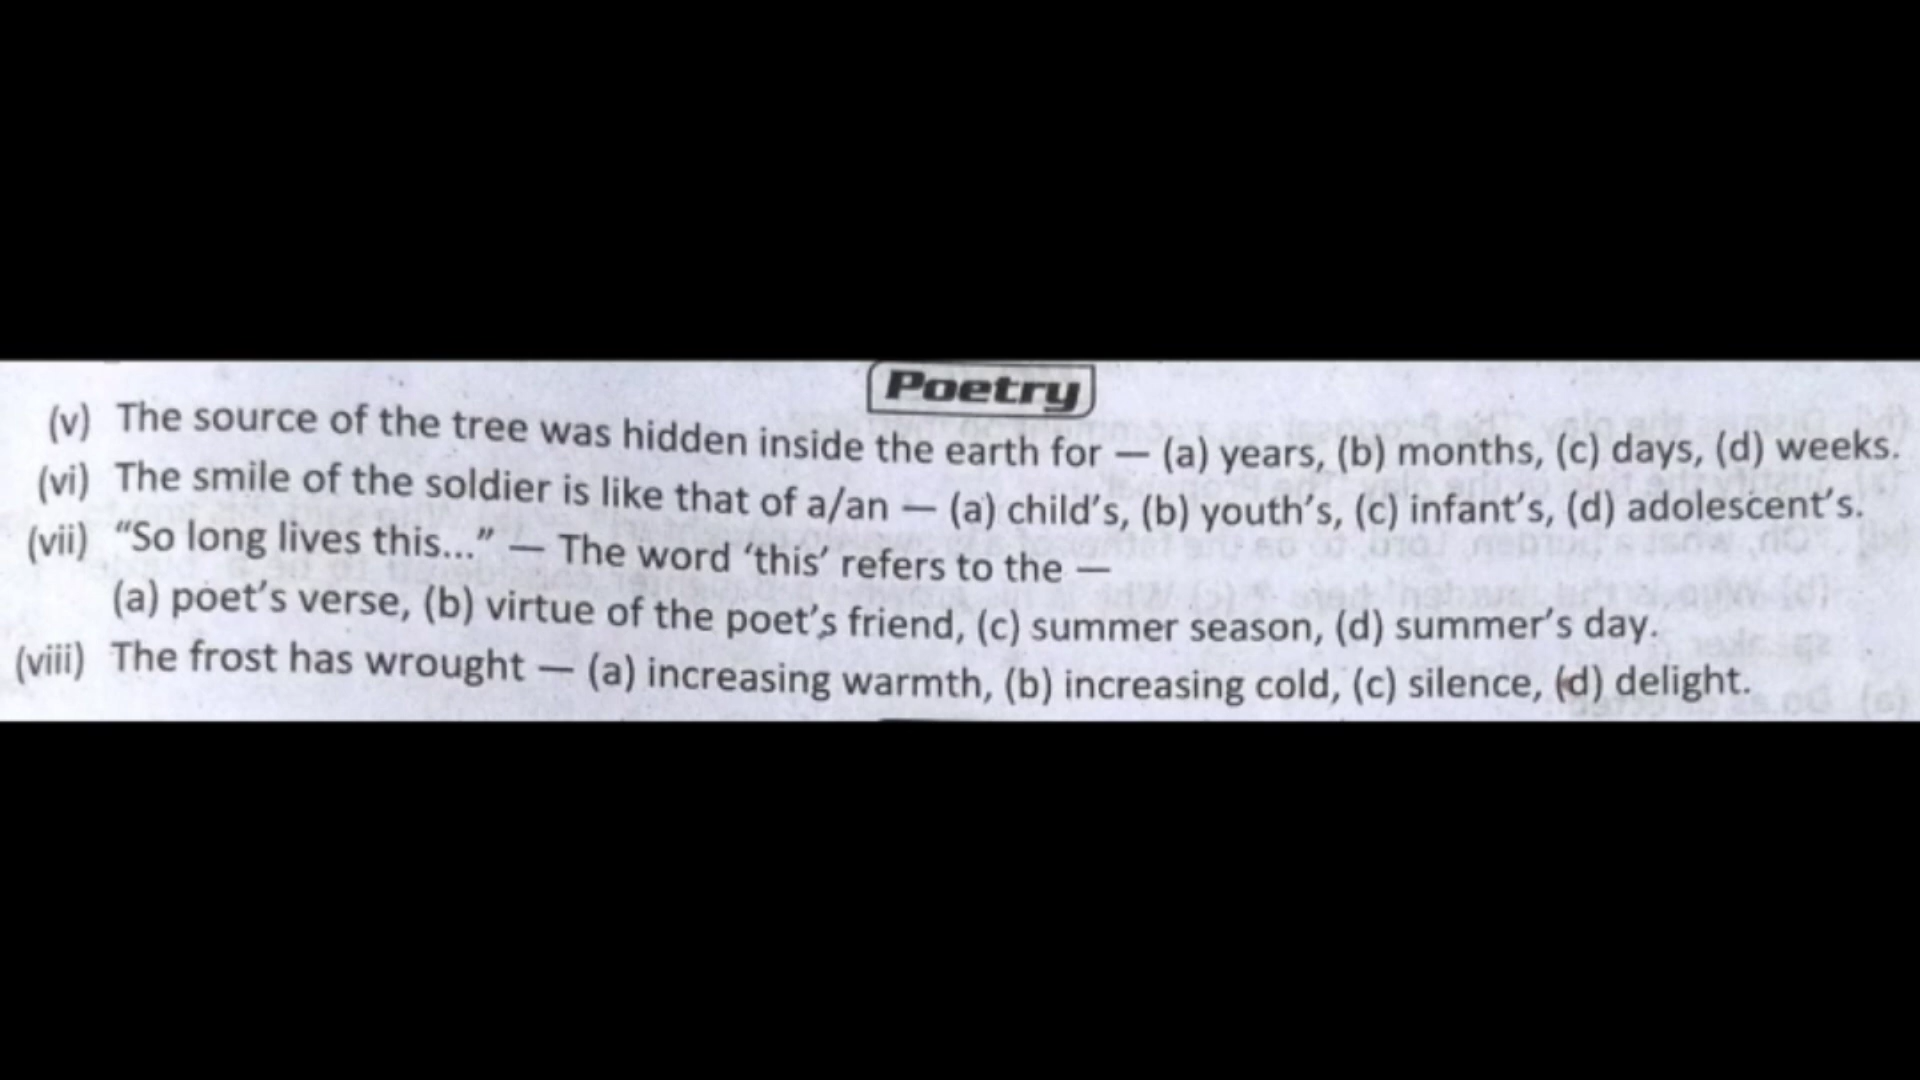 Poetry
(v) The source of the tree was hidden inside the earth for — (a) years, (b) months, (c) days, (d) weeks.
(vi) The smile of the soldier is like that of a/an — (a) child's, (b) youth's, (c) infant's, (d) adolescent's.
(vii) “So long lives this...” — The word ‘this’ refers to the —
(a) poet's verse, (b) virtue of the poet's friend, (c) summer season, (d) summer's day.
(viii) The frost has wrought — (a) increasing warmth, (b) increasing cold, (c) silence, (d) delight.